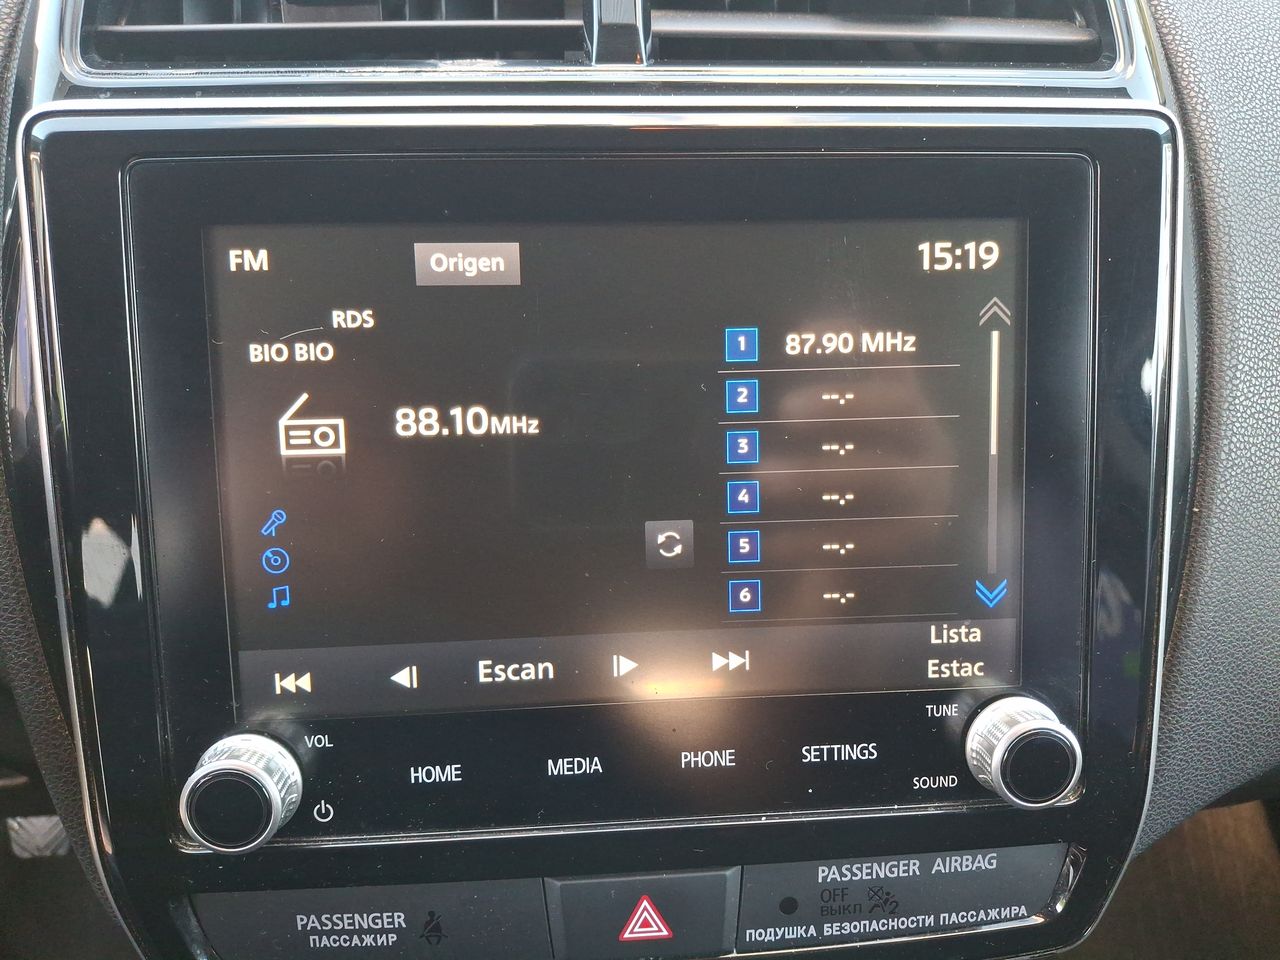 FM
Origen
15:19
RDS
BIO BIO
88.10MHz
1 87.90 MHz
2 --.-
3 --.-
4 --.-
5 --.-
6 --.-
Escan
Lista
Estac
VOL
TUNE
HOME
MEDIA
PHONE
SETTINGS
SOUND
PASSENGER
ПАССАЖИР
PASSENGER AIRBAG
OFF
ВЫКЛ
2
ПОДУШКА БЕЗОПАСНОСТИ ПАССАЖИРА